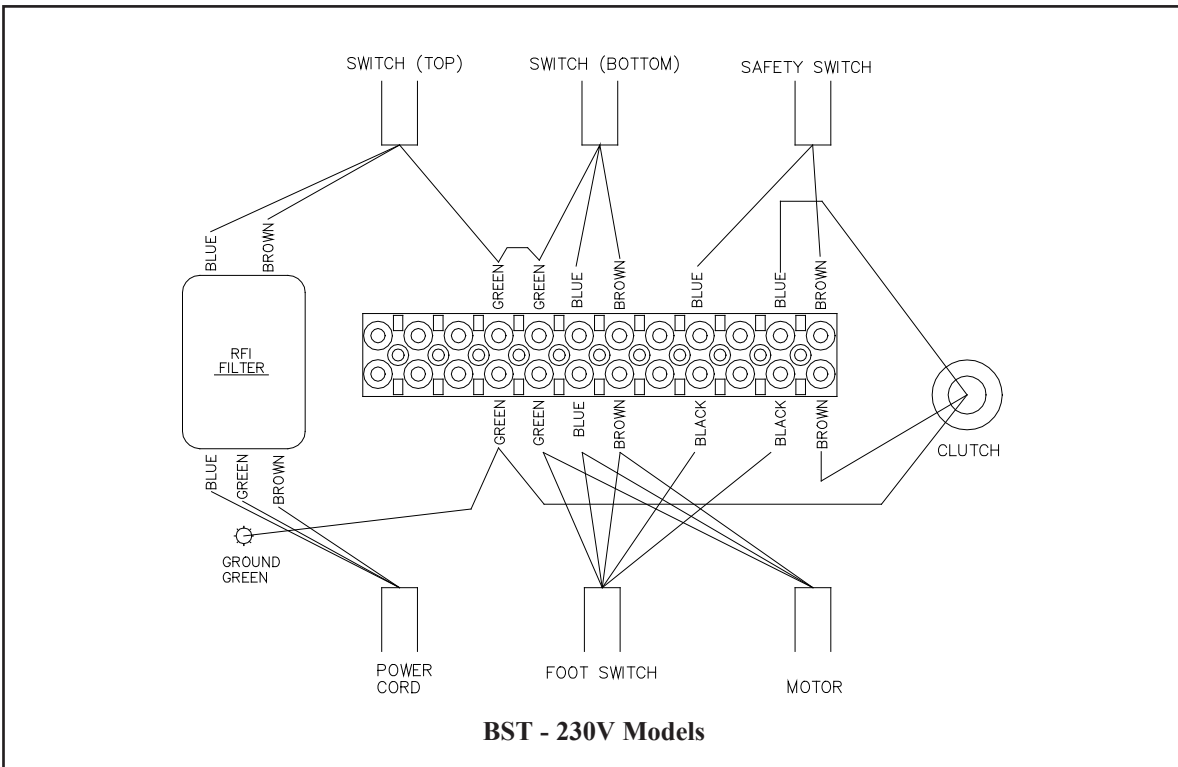 SWITCH (TOP)
SWITCH (BOTTOM)
SAFETY SWITCH
BLUE
BROWN
GREEN
GREEN
BLUE
BROWN
BLUE
BLUE
BROWN
RFI
FILTER
GREEN
GREEN
BLUE
BROWN
BLACK
BLACK
BROWN
CLUTCH
BLUE
GREEN
BROWN
GROUND
GREEN
POWER
CORD
FOOT SWITCH
MOTOR
BST - 230V Models